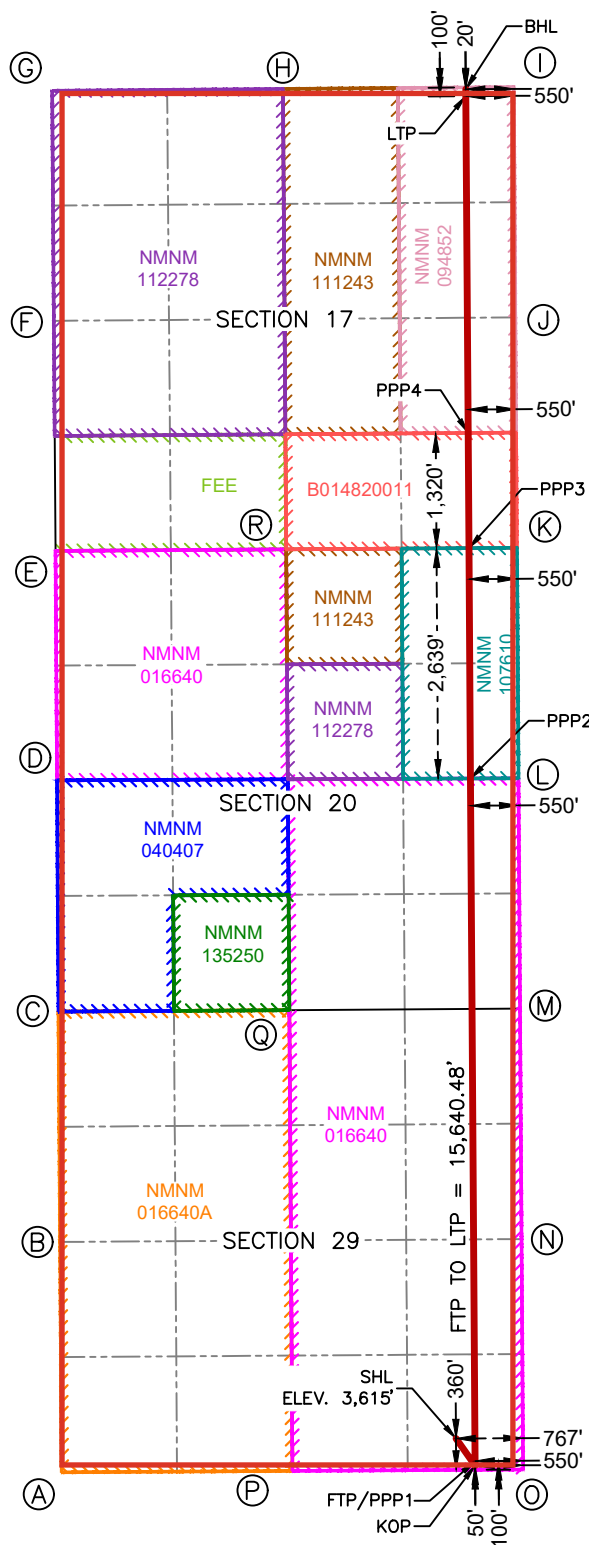 100'
20'
BHL
G
H
I
550'
LTP
NMNM
112278
NMNM
111243
NMNM
094852
F
SECTION 17
J
PPP4
550'
FEE
B014820011
1,320'
PPP3
R
K
E
550'
NMNM
111243
NMNM
016640
2,639'
NMNM
107610
NMNM
112278
PPP2
D
L
SECTION 20
550'
NMNM
040407
NMNM
135250
C
M
Q
FTP TO LTP = 15,640.48'
NMNM
016640
NMNM
016640A
B
SECTION 29
N
SHL
ELEV. 3,615'
360'
767'
550'
A
P
FTP/PPP1
O
KOP
50'
100'